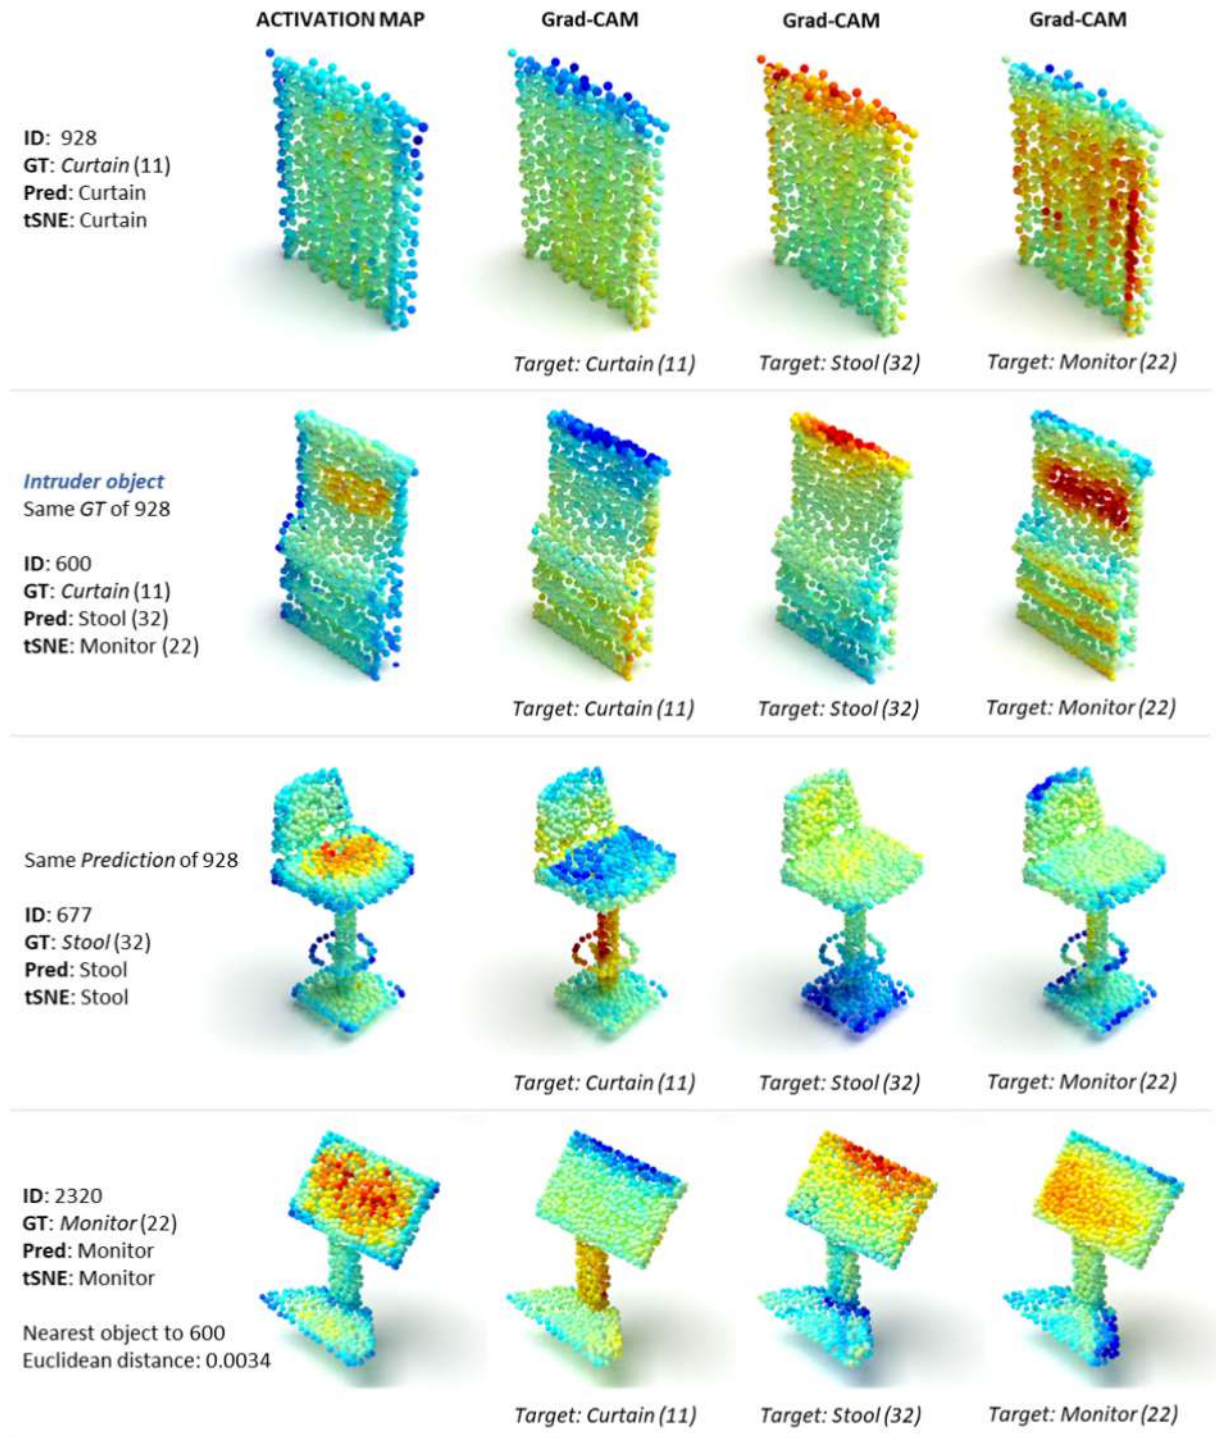 ACTIVATION MAP Grad-CAM Grad-CAM Grad-CAM
ID: 928
GT: Curtain (11)
Pred: Curtain
tSNE: Curtain
Target: Curtain (11) Target: Stool (32) Target: Monitor (22)
Intruder object
Same GT of 928
ID: 600
GT: Curtain (11)
Pred: Stool (32)
tSNE: Monitor (22)
Target: Curtain (11) Target: Stool (32) Target: Monitor (22)
Same Prediction of 928
ID: 677
GT: Stool (32)
Pred: Stool
tSNE: Stool
Target: Curtain (11) Target: Stool (32) Target: Monitor (22)
ID: 2320
GT: Monitor (22)
Pred: Monitor
tSNE: Monitor
Nearest object to 600
Euclidean distance: 0.0034
Target: Curtain (11) Target: Stool (32) Target: Monitor (22)